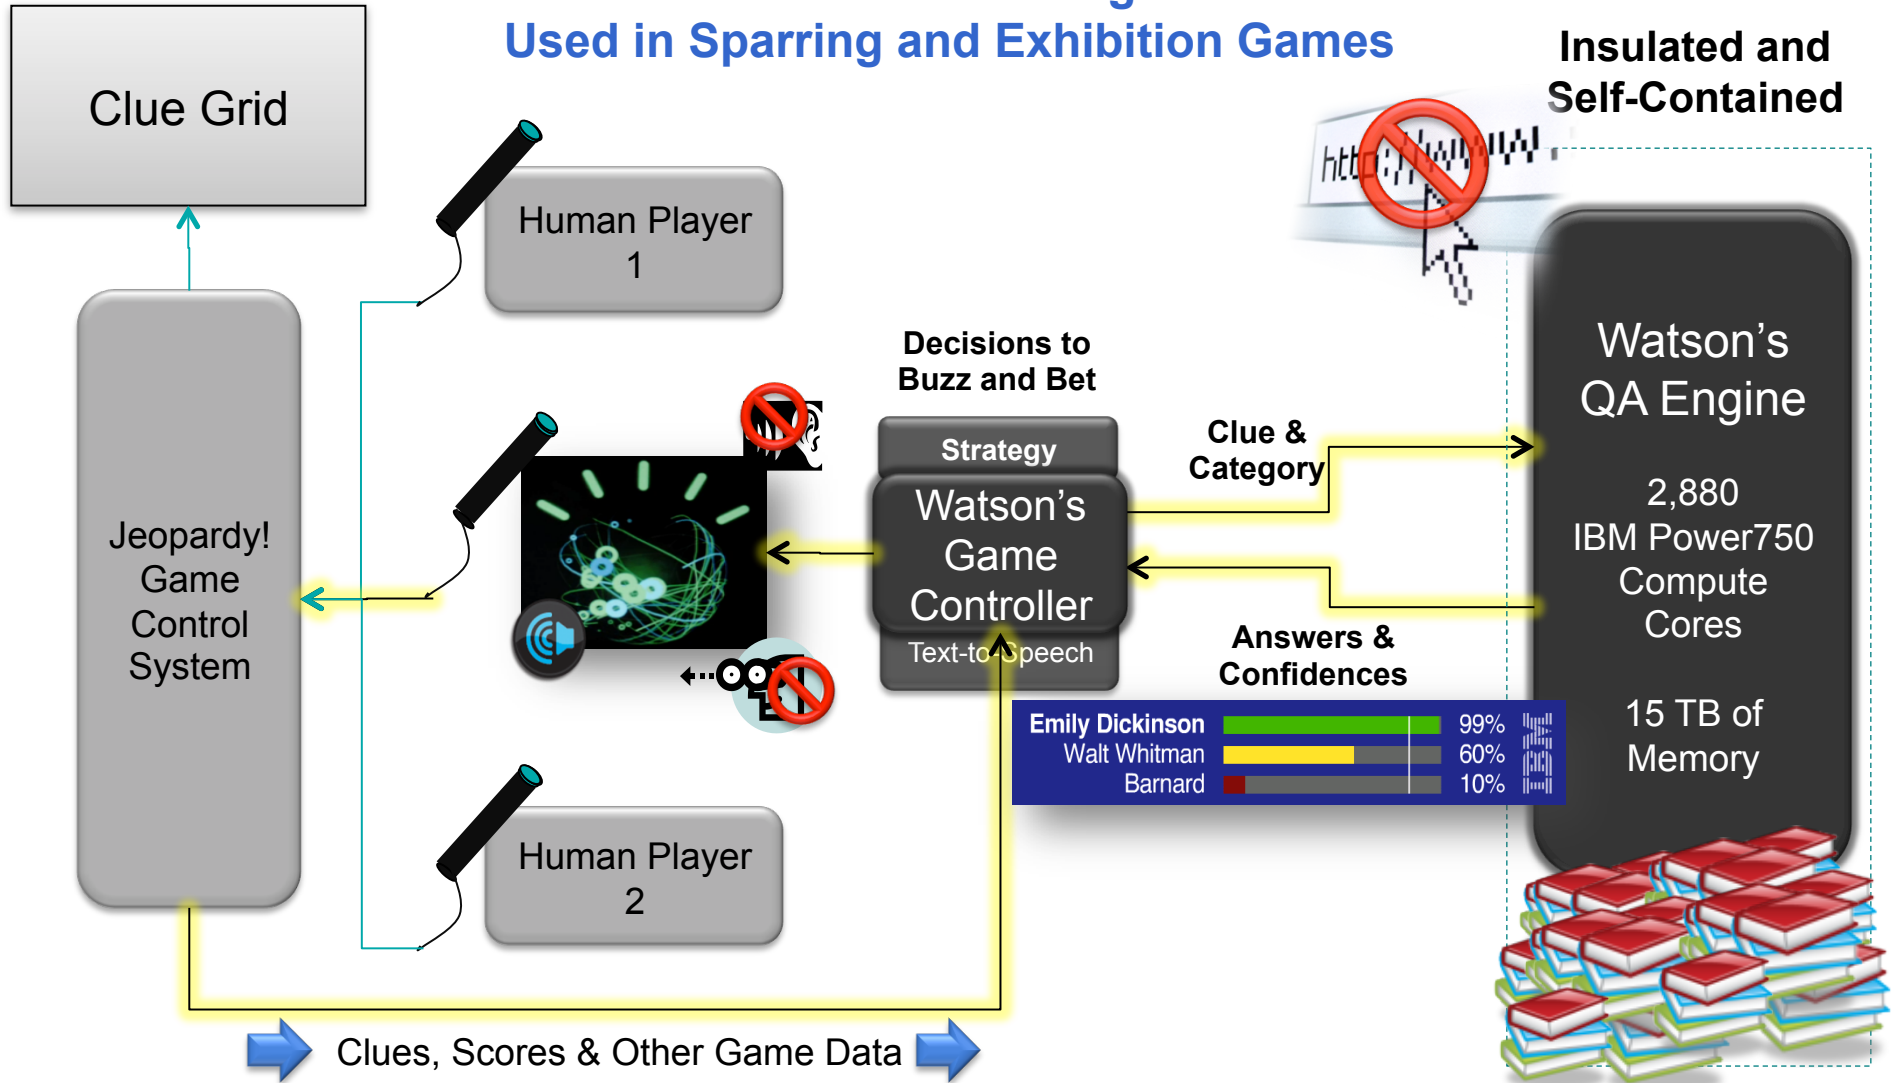 Used in Sparring and Exhibition Games
Insulated and
Self-Contained
Clue Grid
http://www.
Human Player
1
Decisions to
Buzz and Bet
Strategy
Watson’s
Game
Controller
Text-to-Speech
Clue &
Category
Watson’s
QA Engine
2,880
IBM Power750
Compute
Cores
15 TB of
Memory
Jeopardy!
Game
Control
System
Answers &
Confidences
Emily Dickinson 99%
Walt Whitman 60%
Barnard 10%
IBM
Human Player
2
Clues, Scores & Other Game Data